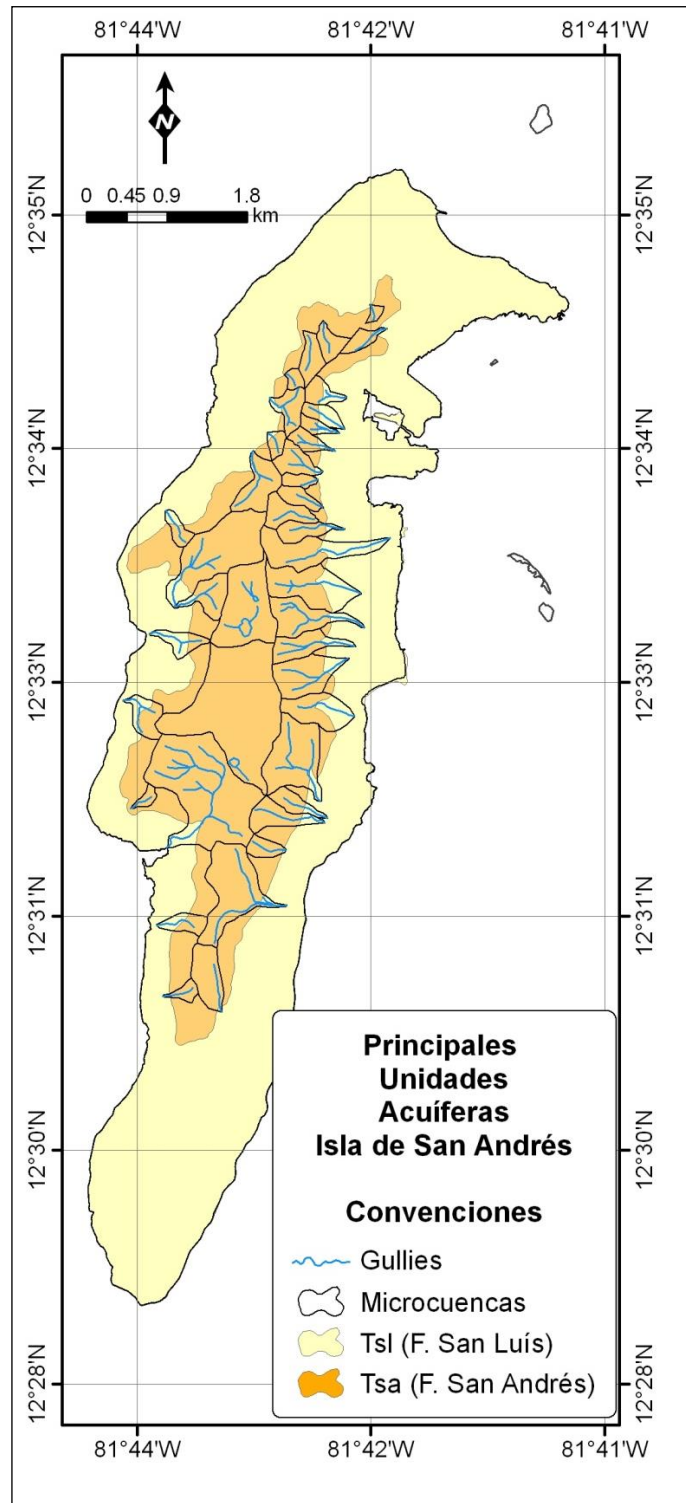 81°44'W 81°42'W 81°41'W
N
0 0.45 0.9 1.8
km
12°35'N 12°35'N
12°34'N 12°34'N
12°33'N 12°33'N
12°31'N 12°31'N
12°30'N 12°30'N
12°28'N 12°28'N
Principales
Unidades
Acuíferas
Isla de San Andrés
Convenciones
Gullies
Microcuencas
Tsl (F. San Luís)
Tsa (F. San Andrés)
81°44'W 81°42'W 81°41'W